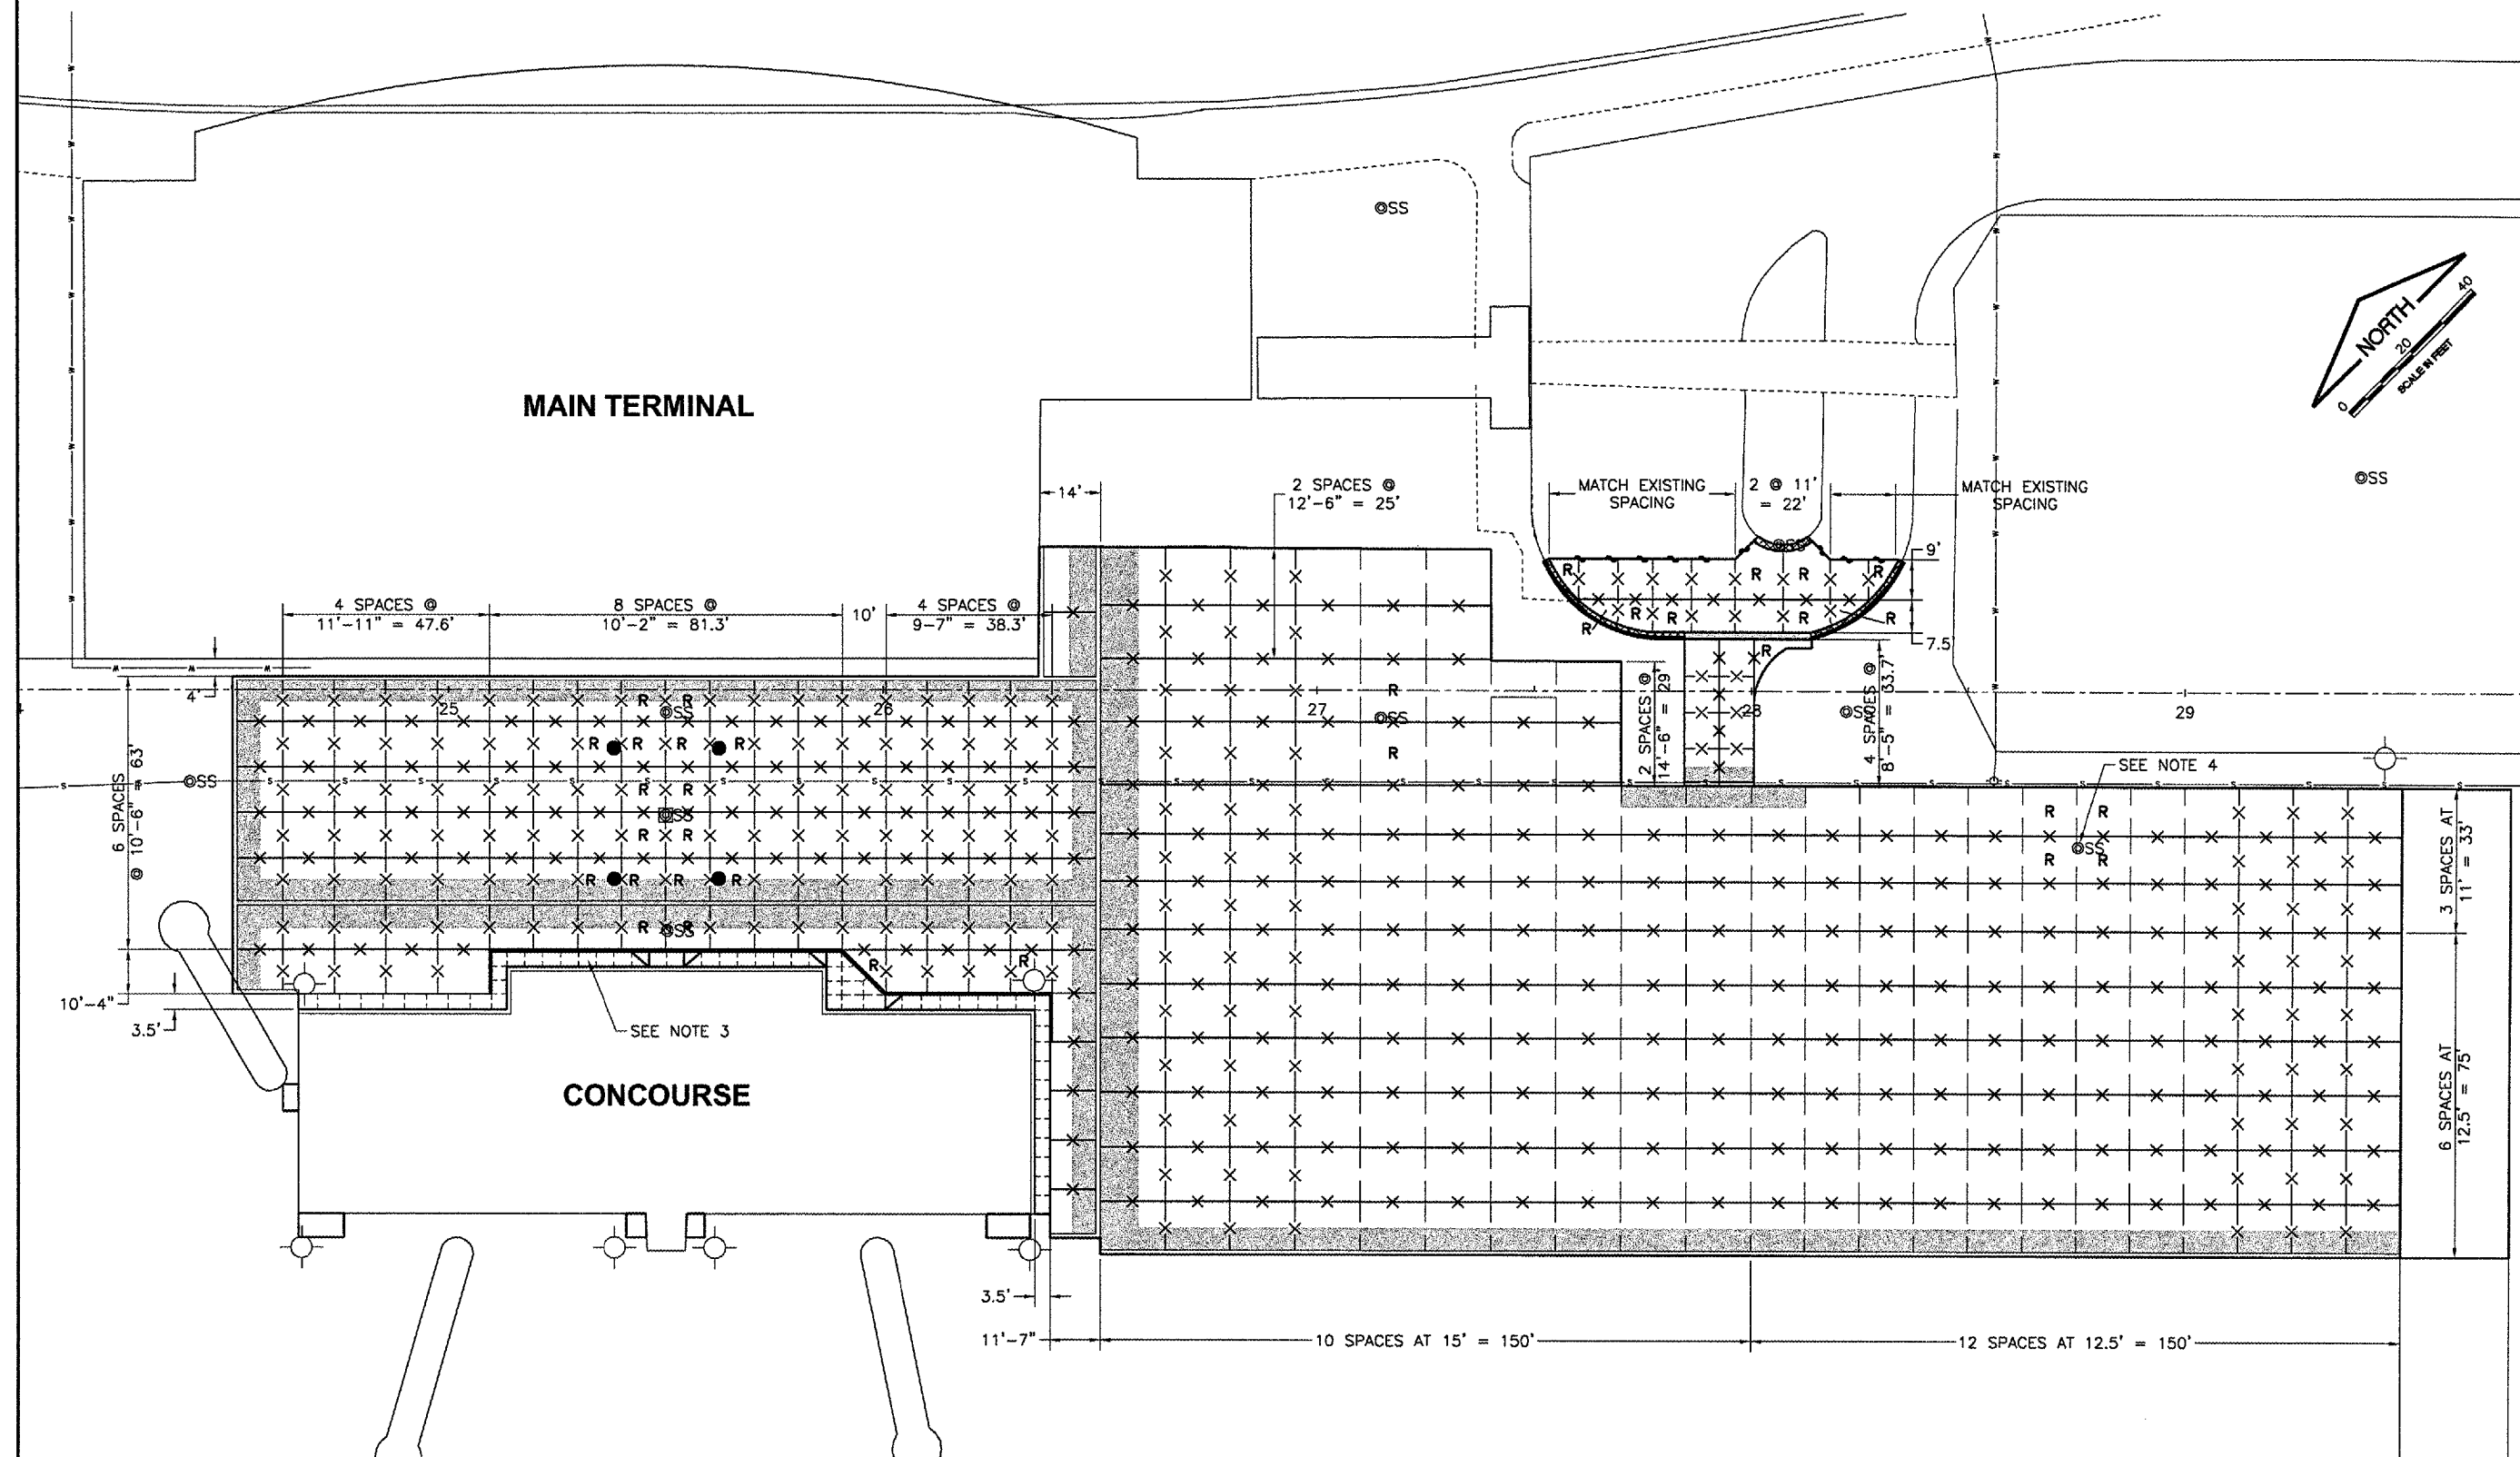 SS
NORTH
0
20
40
SCALE IN FEET
MAIN TERMINAL
SS
14'
2 SPACES @
12'-6" = 25'
MATCH EXISTING
SPACING
2 @ 11'
= 22'
MATCH EXISTING
SPACING
SS
9'
7.5'
4 SPACES @
11'-11" = 47.6'
8 SPACES @
10'-2" = 81.3'
10'
4 SPACES @
9-7" = 38.3'
4'
25
26
27
28
29
SS
SS
SS
SS
SS
SS
SS
6 SPACES
@ 10'-6" = 63'
2 SPACES @
14'-6" = 29'
4 SPACES @
8'-5" = 33.7'
SEE NOTE 4
SS
3 SPACES AT
11' = 33'
6 SPACES AT
12.5' = 75'
10'-4"
3.5'
SEE NOTE 3
CONCOURSE
3.5'
11'-7"
10 SPACES AT 15' = 150'
12 SPACES AT 12.5' = 150'
R R
R R R R
R R
R R
R R R R
R R
R R
R
R
R R R R
R R R R R
R
R R
R R